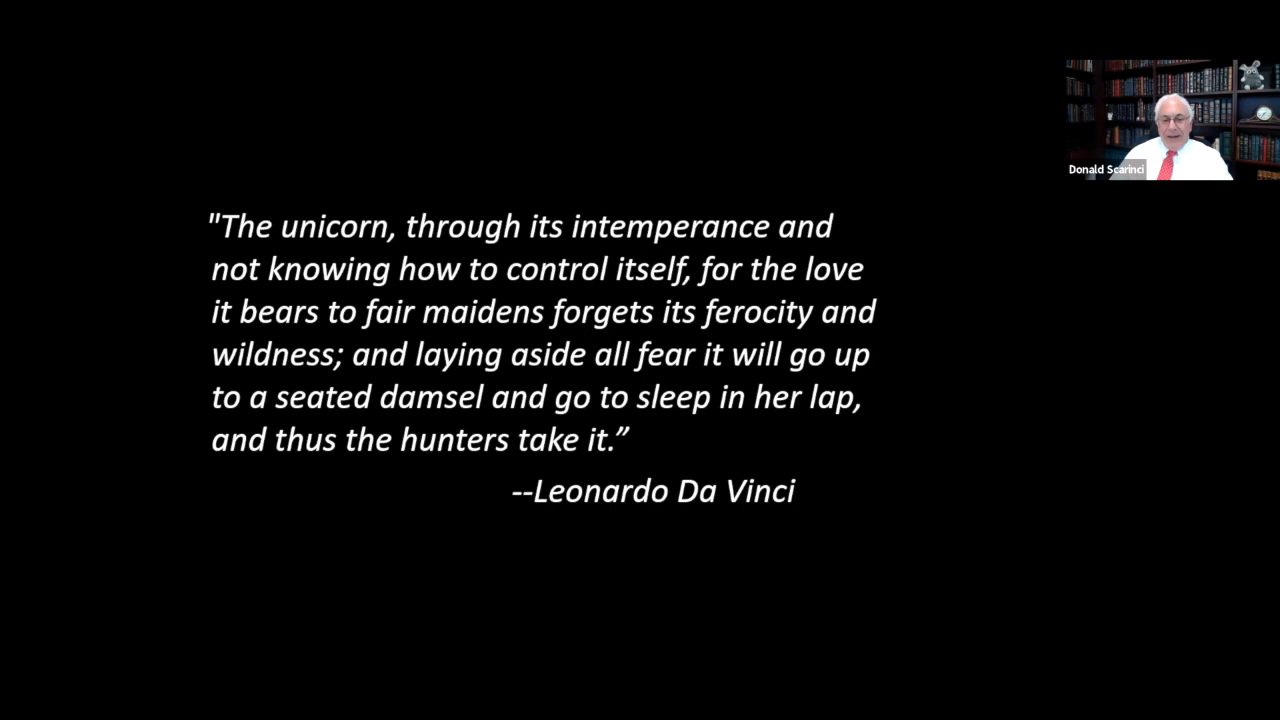 "The unicorn, through its intemperance and
not knowing how to control itself, for the love
it bears to fair maidens forgets its ferocity and
wildness; and laying aside all fear it will go up
to a seated damsel and go to sleep in her lap,
and thus the hunters take it.”
--Leonardo Da Vinci
Donald Scarinci